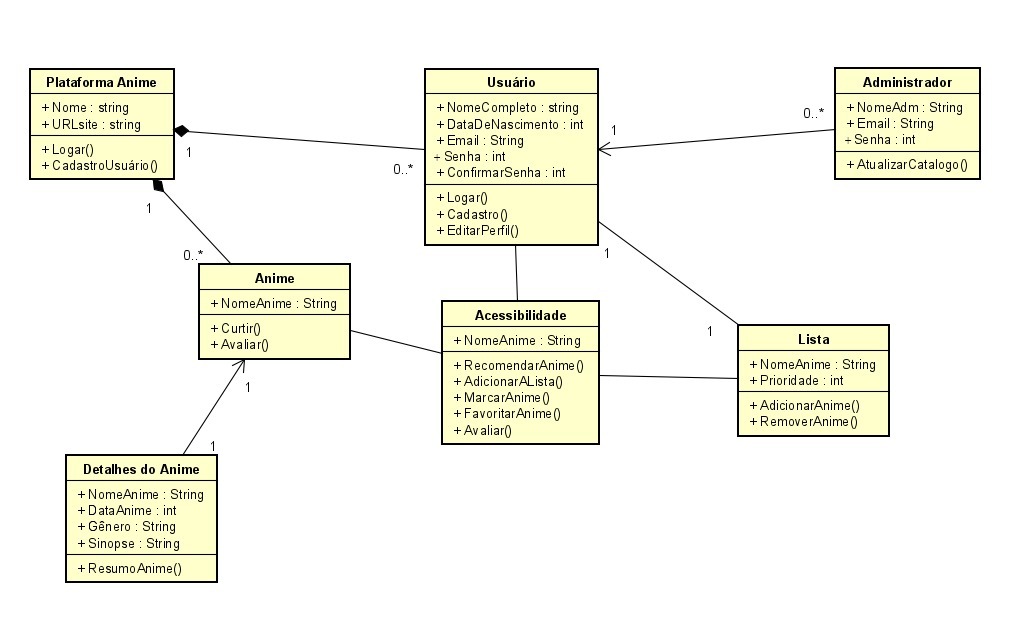 Plataforma Anime
+ Nome : string
+ URLsite : string
+ Logar()
+ CadastroUsuário()
1
1
Usuário
+ NomeCompleto : string
+ DataDeNascimento : int
+ Email : String
+ Senha : int
+ ConfirmarSenha : int
+ Logar()
+ Cadastro()
+ EditarPerfil()
0..*
1
1
Administrador
+ NomeAdm : String
+ Email : String
+ Senha : int
+ AtualizarCatalogo()
0..*
0..*
Anime
+ NomeAnime : String
+ Curtir()
+ Avaliar()
1
Acessibilidade
+ NomeAnime : String
+ RecomendarAnime()
+ AdicionarALista()
+ MarcarAnime()
+ FavoritarAnime()
+ Avaliar()
1
Lista
+ NomeAnime : String
+ Prioridade : int
+ AdicionarAnime()
+ RemoverAnime()
1
Detalhes do Anime
+ NomeAnime : String
+ DataAnime : int
+ Gênero : String
+ Sinopse : String
+ ResumoAnime()